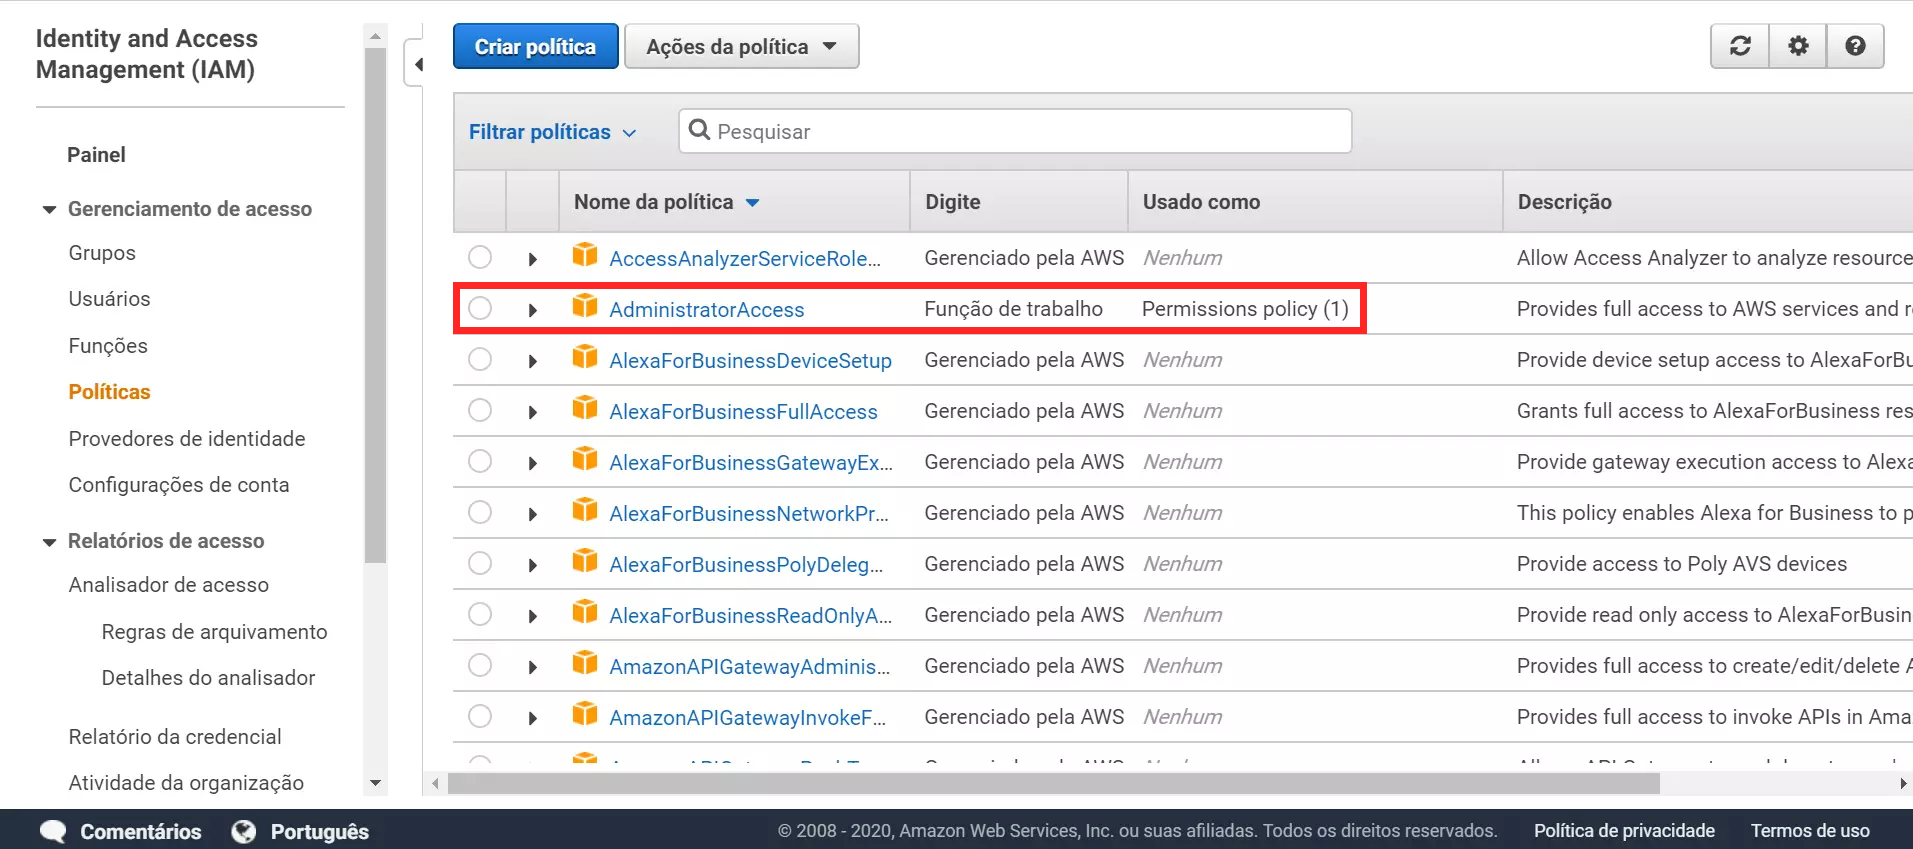 Identity and Access
Management (IAM)
Painel
Gerenciamento de acesso
Grupos
Usuários
Funções
Políticas
Provedores de identidade
Configurações de conta
Relatórios de acesso
Analisador de acesso
Regras de arquivamento
Detalhes do analisador
Relatório da credencial
Atividade da organização
Criar política Ações da política
Filtrar políticas Pesquisar
Nome da política Digite Usado como Descrição
AccessAnalyzerServiceRole... Gerenciado pela AWS Nenhum Allow Access Analyzer to analyze resource
AdministratorAccess Função de trabalho Permissions policy (1) Provides full access to AWS services and r
AlexaForBusinessDeviceSetup Gerenciado pela AWS Nenhum Provide device setup access to AlexaForBu
AlexaForBusinessFullAccess Gerenciado pela AWS Nenhum Grants full access to AlexaForBusiness res
AlexaForBusinessGatewayEx... Gerenciado pela AWS Nenhum Provide gateway execution access to Alexa
AlexaForBusinessNetworkPr... Gerenciado pela AWS Nenhum This policy enables Alexa for Business to p
AlexaForBusinessPolyDeleg... Gerenciado pela AWS Nenhum Provide access to Poly AVS devices
AlexaForBusinessReadOnlyA... Gerenciado pela AWS Nenhum Provide read only access to AlexaForBusin
AmazonAPIGatewayAdminis... Gerenciado pela AWS Nenhum Provides full access to create/edit/delete A
AmazonAPIGatewayInvokeF... Gerenciado pela AWS Nenhum Provides full access to invoke APIs in Ama
Comentários Português © 2008 - 2020, Amazon Web Services, Inc. ou suas afiliadas. Todos os direitos reservados. Política de privacidade Termos de uso